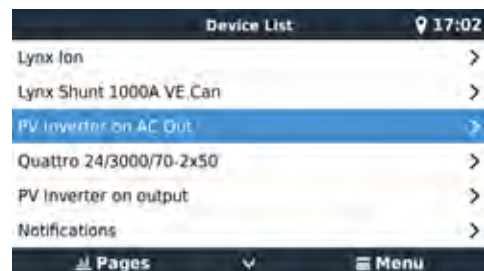 Device List 17:02
Lynx Ion
Lynx Shunt 1000A VE.Can
PV Inverter on AC Out
Quattro 24/3000/70-2x50
PV Inverter on output
Notifications
Pages Menu